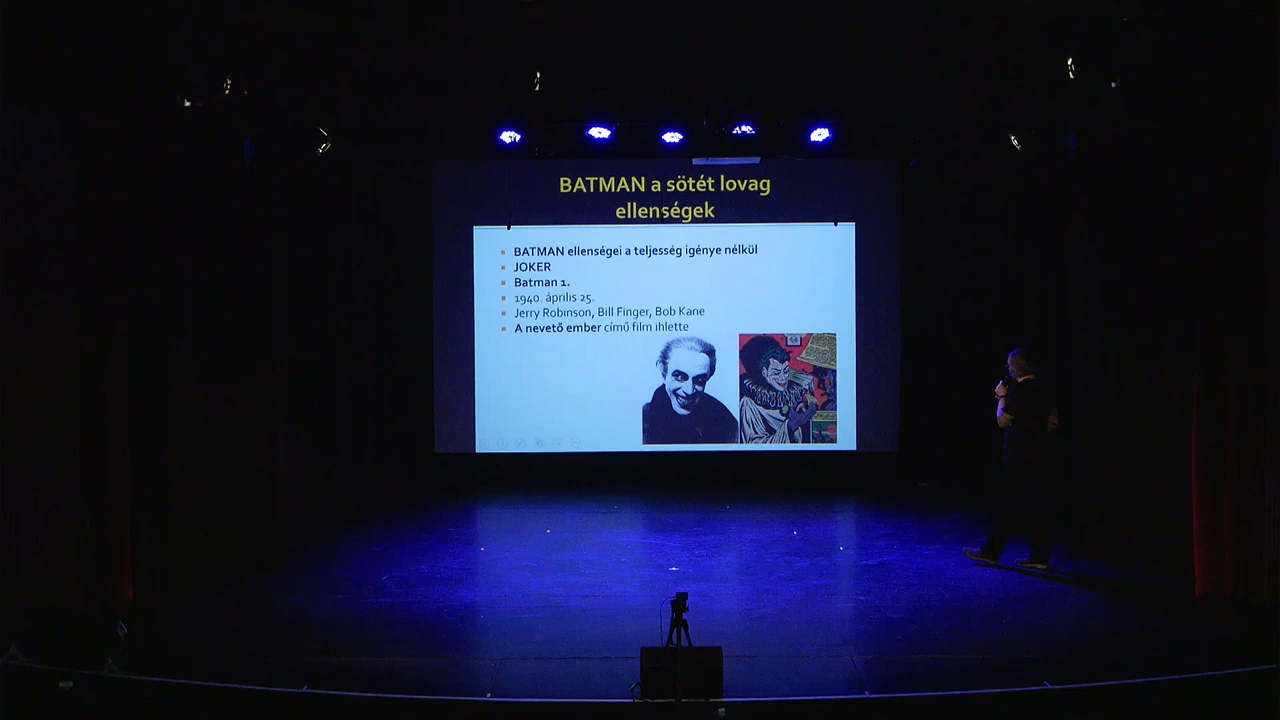 BATMAN a sötét lovag
ellenségek
BATMAN ellenségei a teljesség igénye nélkül
JOKER
Batman 1.
1940. április 25.
Jerry Robinson, Bill Finger, Bob Kane
A nevető ember című film ihlette